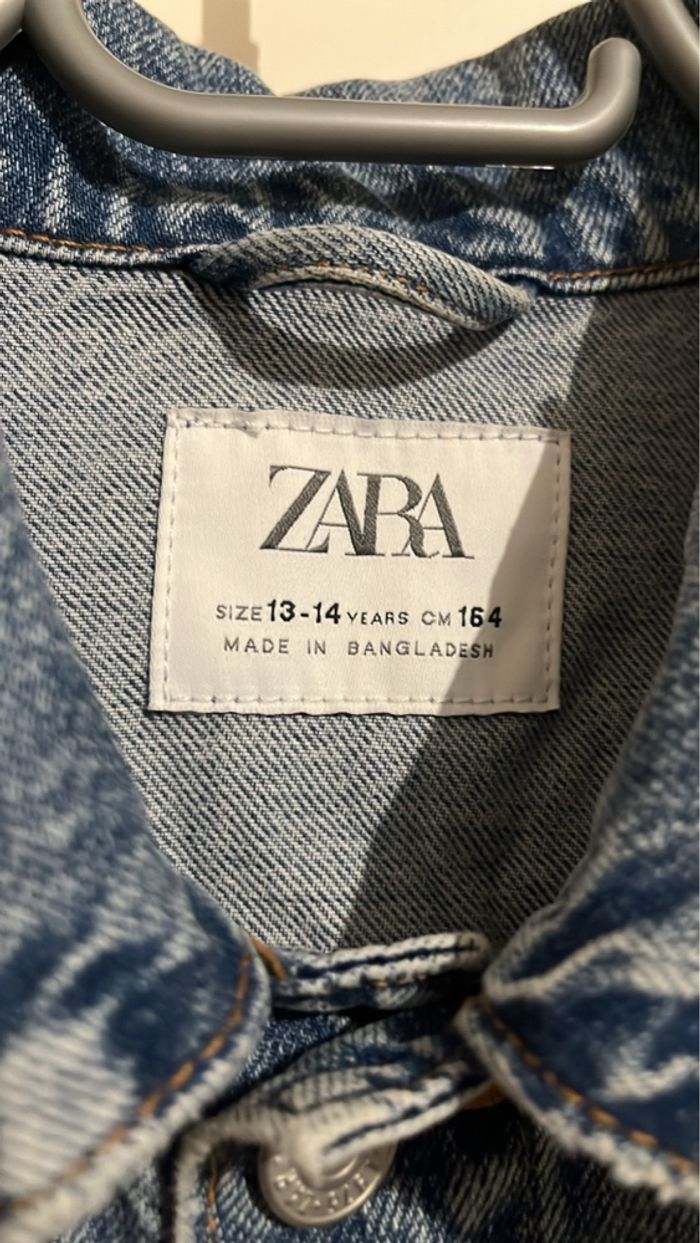 ZARA
SIZE 13-14 YEARS CM 164
MADE IN BANGLADESH